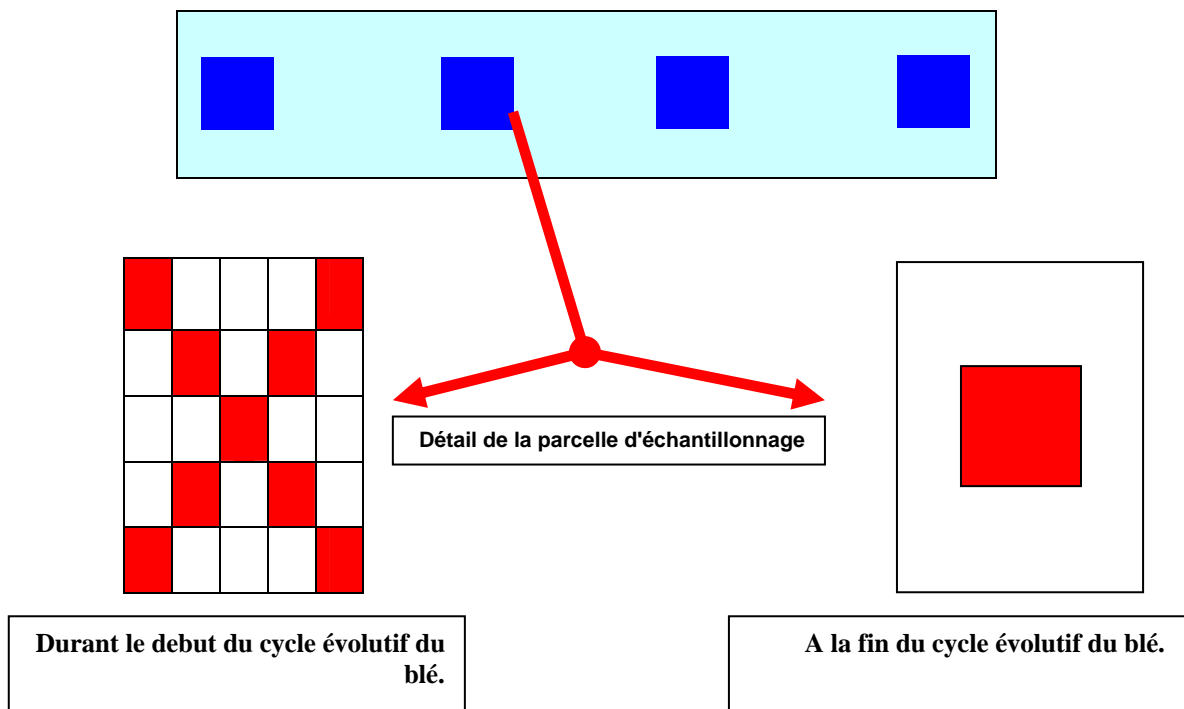 Détail de la parcelle d'échantillonnage
Durant le debut du cycle évolutif du
blé.
A la fin du cycle évolutif du blé.